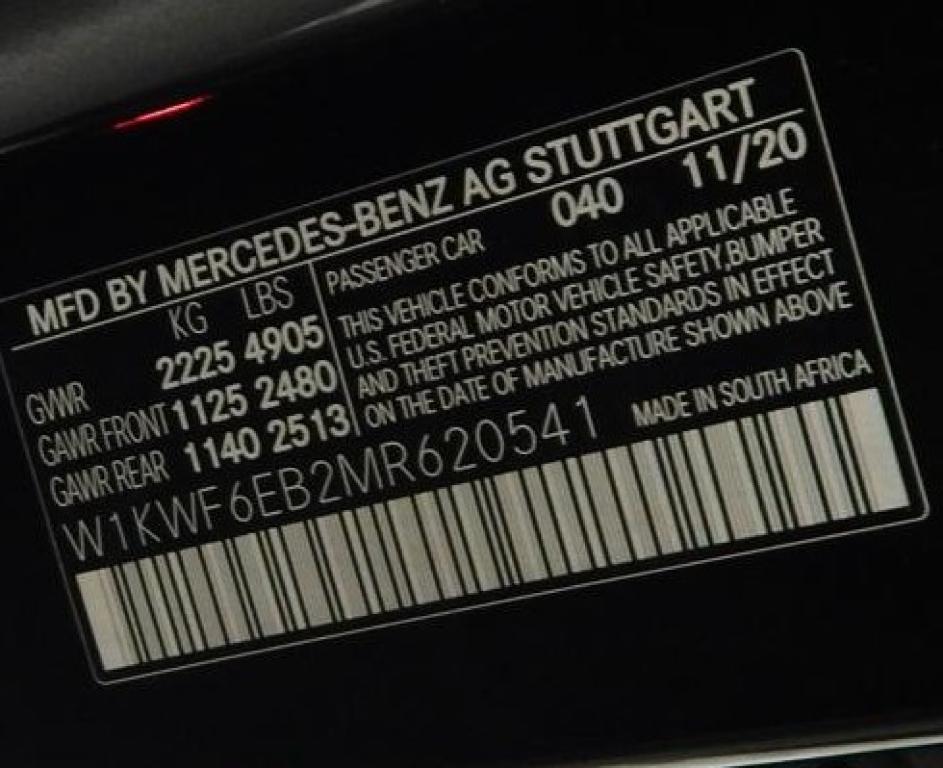 MFD BY MERCEDES-BENZ AG STUTTGART
KG LBS
GVWR 2225 4905
GAWR FRONT 1125 2480
GAWR REAR 1140 2513
PASSENGER CAR 040 11/20
THIS VEHICLE CONFORMS TO ALL APPLICABLE
U.S. FEDERAL MOTOR VEHICLE SAFETY,BUMPER
AND THEFT PREVENTION STANDARDS IN EFFECT
ON THE DATE OF MANUFACTURE SHOWN ABOVE
W1KWF6EB2MR620541 MADE IN SOUTH AFRICA